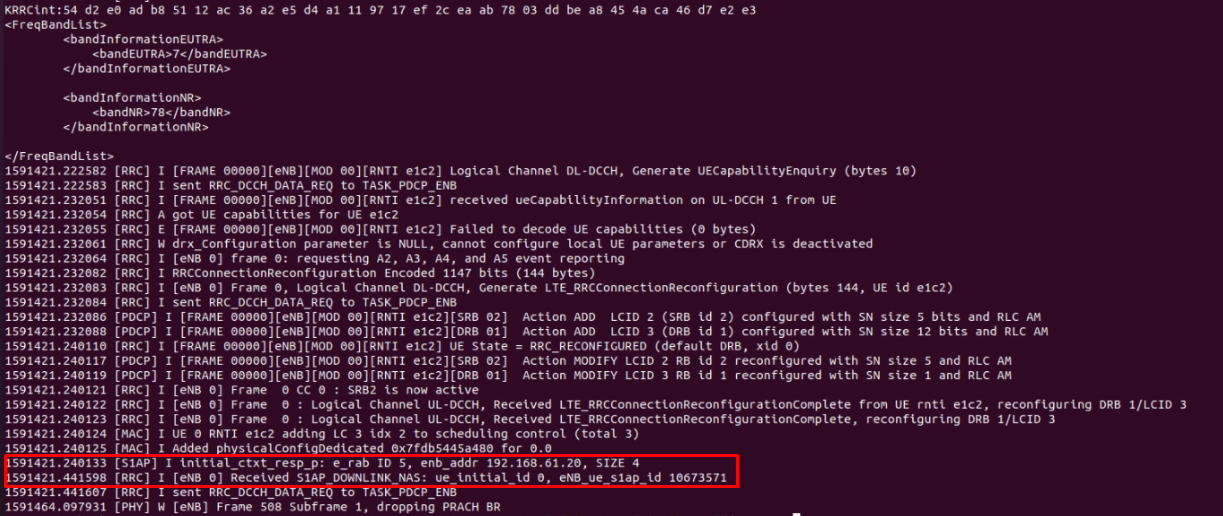 KRRCint:54 d2 e0 ad b8 51 12 ac 36 a2 e5 d4 a1 11 97 17 ef 2c ea ab 78 03 dd be a8 45 4a ca 46 d7 e2 e3
<FreqBandList>
<bandInformationEUTRA>
<bandEUTRA>7</bandEUTRA>
</bandInformationEUTRA>
<bandInformationNR>
<bandNR>78</bandNR>
</bandInformationNR>
</FreqBandList>
1591421.222582 [RRC] I [FRAME 00000][eNB][MOD 00][RNTI e1c2] Logical Channel DL-DCCH, Generate UECapabilityEnquiry (bytes 10)
1591421.222583 [RRC] I sent RRC_DCCH_DATA_REQ to TASK_PDCP_ENB
1591421.232051 [RRC] I [FRAME 00000][eNB][MOD 00][RNTI e1c2] received ueCapabilityInformation on UL-DCCH 1 from UE
1591421.232054 [RRC] A got UE capabilities for UE e1c2
1591421.232055 [RRC] E [FRAME 00000][eNB][MOD 00][RNTI e1c2] Failed to decode UE capabilities (0 bytes)
1591421.232061 [RRC] W drx_Configuration parameter is NULL, cannot configure local UE parameters or CDRX is deactivated
1591421.232064 [RRC] I [eNB 0] frame 0: requesting A2, A3, A4, and A5 event reporting
1591421.232082 [RRC] I RRCConnectionReconfiguration Encoded 1147 bits (144 bytes)
1591421.232083 [RRC] I [eNB 0] Frame 0, Logical Channel DL-DCCH, Generate LTE_RRCConnectionReconfiguration (bytes 144, UE id e1c2)
1591421.232084 [RRC] I sent RRC_DCCH_DATA_REQ to TASK_PDCP_ENB
1591421.232086 [PDCP] I [FRAME 00000][eNB][MOD 00][RNTI e1c2][SRB 02]  Action ADD  LCID 2 (SRB id 2) configured with SN size 5 bits and RLC AM
1591421.232088 [PDCP] I [FRAME 00000][eNB][MOD 00][RNTI e1c2][DRB 01]  Action ADD  LCID 3 (DRB id 1) configured with SN size 12 bits and RLC AM
1591421.240110 [RRC] I [FRAME 00000][eNB][MOD 00][RNTI e1c2] UE State = RRC_RECONFIGURED (default DRB, xid 0)
1591421.240117 [PDCP] I [FRAME 00000][eNB][MOD 00][RNTI e1c2][SRB 02]  Action MODIFY LCID 2 RB id 2 reconfigured with SN size 5 and RLC AM
1591421.240119 [PDCP] I [FRAME 00000][eNB][MOD 00][RNTI e1c2][DRB 01]  Action MODIFY LCID 3 RB id 1 reconfigured with SN size 1 and RLC AM
1591421.240121 [RRC] I [eNB 0] Frame  0 CC 0 : SRB2 is now active
1591421.240122 [RRC] I [eNB 0] Frame  0 : Logical Channel UL-DCCH, Received LTE_RRCConnectionReconfigurationComplete from UE rnti e1c2, reconfiguring DRB 1/LCID 3
1591421.240123 [RRC] I [eNB 0] Frame  0 : Logical Channel UL-DCCH, Received LTE_RRCConnectionReconfigurationComplete, reconfiguring DRB 1/LCID 3
1591421.240124 [MAC] I UE 0 RNTI e1c2 adding LC 3 idx 2 to scheduling control (total 3)
1591421.240125 [MAC] I Added physicalConfigDedicated 0x7fdb5445a480 for 0.0
1591421.240133 [S1AP] I initial_ctxt_resp_p: e_rab ID 5, enb_addr 192.168.61.20, SIZE 4
1591421.441598 [RRC] I [eNB 0] Received S1AP_DOWNLINK_NAS: ue_initial_id 0, eNB_ue_s1ap_id 10673571
1591421.441607 [RRC] I sent RRC_DCCH_DATA_REQ to TASK_PDCP_ENB
1591464.097931 [PHY] W [eNB] Frame 508 Subframe 1, dropping PRACH BR